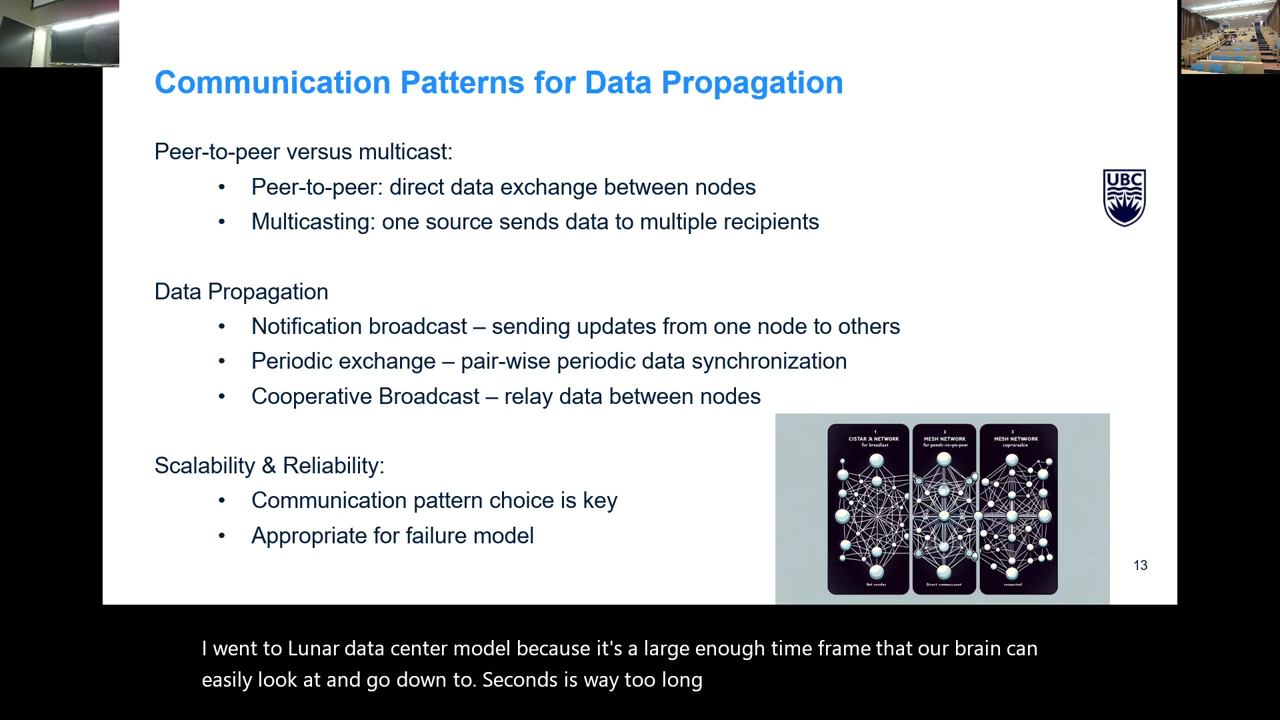 Communication Patterns for Data Propagation
Peer-to-peer versus multicast:
• Peer-to-peer: direct data exchange between nodes
• Multicasting: one source sends data to multiple recipients
UBC
Data Propagation
• Notification broadcast – sending updates from one node to others
• Periodic exchange – pair-wise periodic data synchronization
• Cooperative Broadcast – relay data between nodes
Scalability & Reliability:
• Communication pattern choice is key
• Appropriate for failure model
1
NETWORK
2
MESH NETWORK
3
MESH NETWORK
13
I went to Lunar data center model because it's a large enough time frame that our brain can
easily look at and go down to. Seconds is way too long